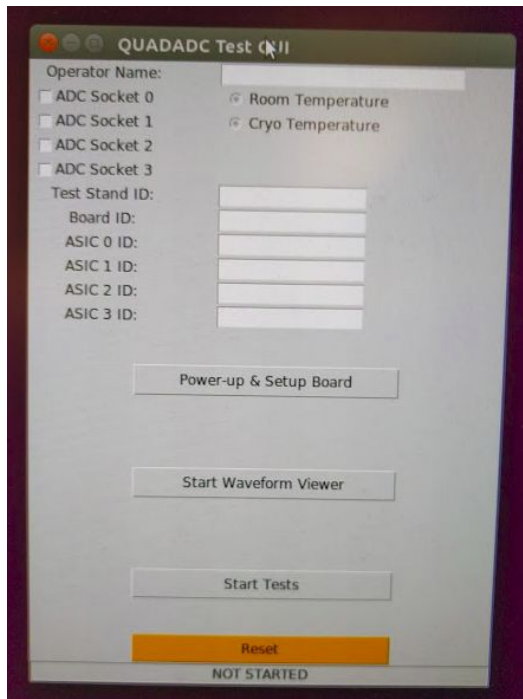 QUADADC Test GUI
Operator Name:
ADC Socket 0
Room Temperature
ADC Socket 1
Cryo Temperature
ADC Socket 2
ADC Socket 3
Test Stand ID:
Board ID:
ASIC 0 ID:
ASIC 1 ID:
ASIC 2 ID:
ASIC 3 ID:
Power-up & Setup Board
Start Waveform Viewer
Start Tests
Reset
NOT STARTED